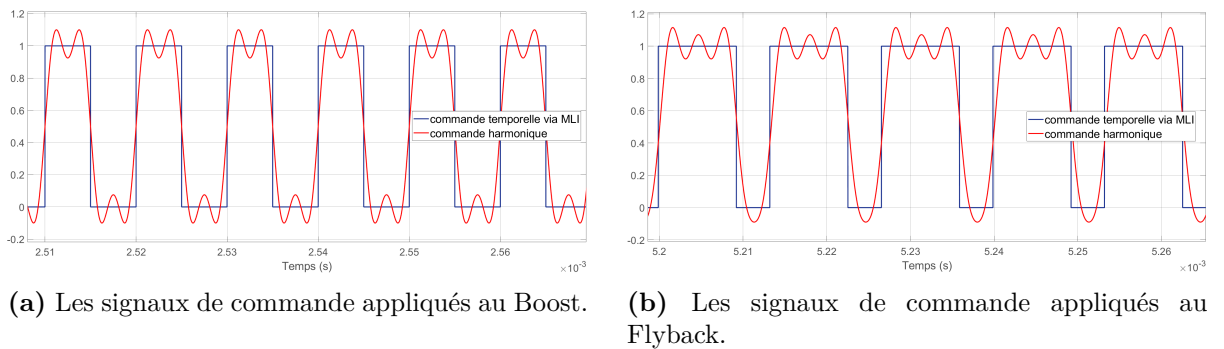 1.2
1
0.8
0.6
0.4
0.2
0
-0.2
commande temporelle via MLI
commande harmonique
2.51 2.52 2.53 2.54 2.55 2.56
Temps (s)
×10⁻³
(a) Les signaux de commande appliqués au Boost.
1.2
1
0.8
0.6
0.4
0.2
0
-0.2
commande temporelle via MLI
commande harmonique
5.2 5.21 5.22 5.23 5.24 5.25 5.26
Temps (s)
×10⁻³
(b) Les signaux de commande appliqués au
Flyback.